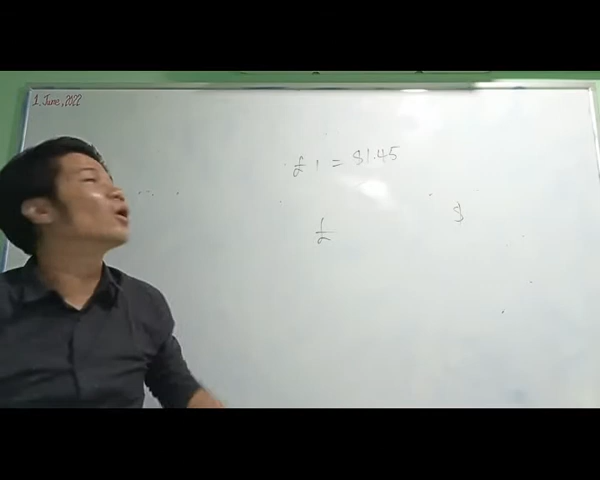 1, June, 2022
£ 1 = $1.45
£ $